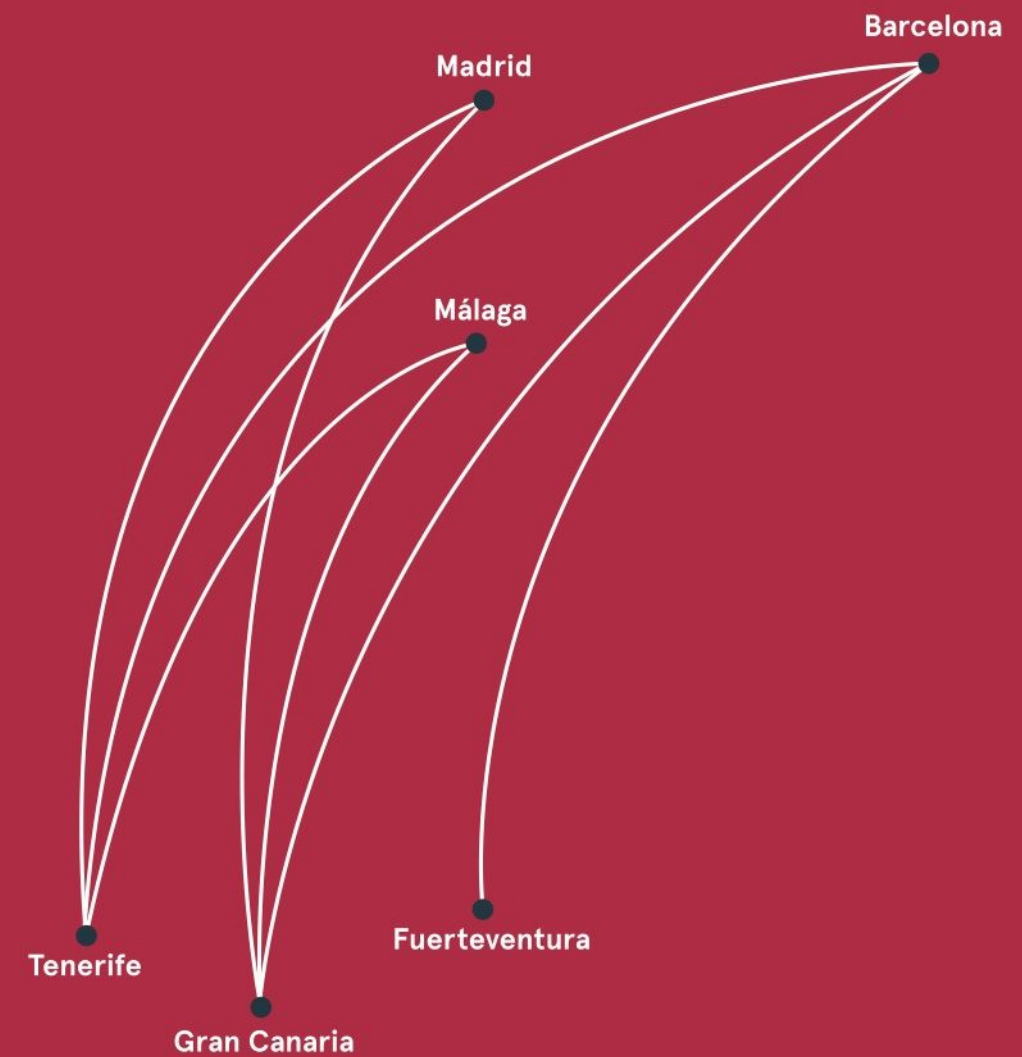 Barcelona
Madrid
Málaga
Fuerteventura
Tenerife
Gran Canaria